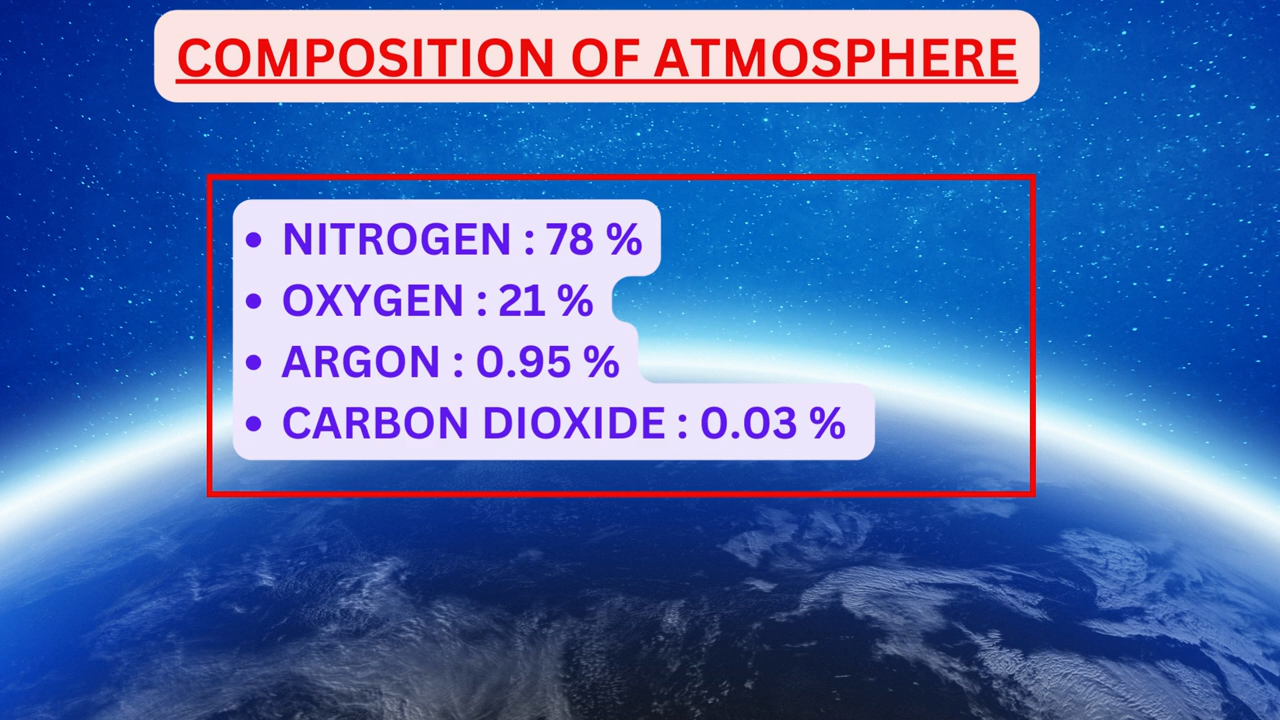 COMPOSITION OF ATMOSPHERE
• NITROGEN : 78 %
• OXYGEN : 21 %
• ARGON : 0.95 %
• CARBON DIOXIDE : 0.03 %